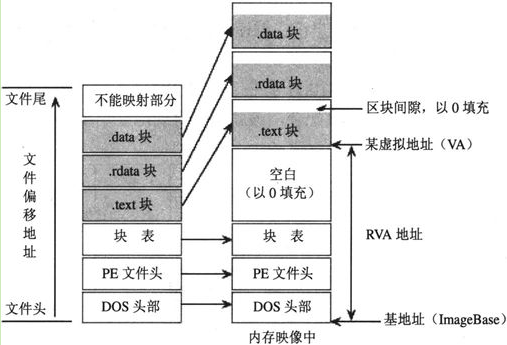 .data 块
.rdata 块
.text 块
空白
(以 0 填充)
块 表
PE 文件头
DOS 头部
内存映像中
文件尾
文件偏移地址
文件头
不能映射部分
.data 块
.rdata 块
.text 块
块 表
PE 文件头
DOS 头部
区块间隙，以 0 填充
某虚拟地址（VA）
RVA 地址
基地址（ImageBase）